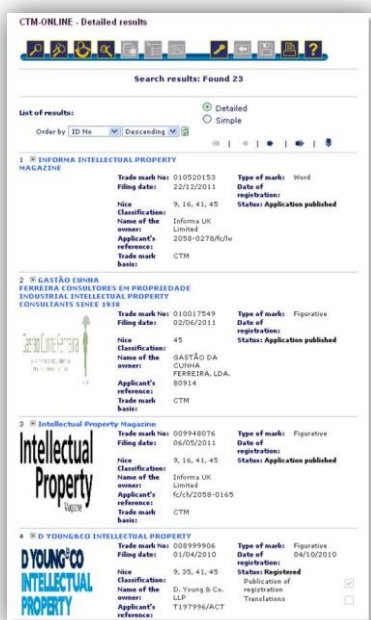 CTM-ONLINE - Detailed results
Search results: Found 23
List of results:
Detailed
Simple
Order by ID No Descending
1 INFORMA INTELLECTUAL PROPERTY
MAGAZINE
Trade mark No: 010520153 Type of mark: Word
Filing date: 22/12/2011 Date of
registration:
Nice 9, 16, 41, 45 Status: Application published
Classification:
Name of the Informa UK
owner: Limited
Applicant's 2058-0278/fc/lv
reference:
Trade mark CTM
basis:
2 GASTÃO CUNHA
FERREIRA CONSULTORES EM PROPRIEDADE
INDUSTRIAL INTELLECTUAL PROPERTY
CONSULTANTS SINCE 1938
Trade mark No: 010017549 Type of mark: Figurative
Filing date: 02/06/2011 Date of
registration:
Nice 45 Status: Application published
Classification:
Name of the GASTÃO DA
owner: CUNHA
FERREIRA, LDA.
Applicant's 80914
reference:
Trade mark CTM
basis:
3 Intellectual Property Magazine
Intellectual
Property
Magazine
Trade mark No: 009948076 Type of mark: Figurative
Filing date: 06/05/2011 Date of
registration:
Nice 9, 16, 41, 45 Status: Application published
Classification:
Name of the Informa UK
owner: Limited
Applicant's fc/ch/2058-0165
reference:
Trade mark CTM
basis:
4 D YOUNG&CO INTELLECTUAL PROPERTY
D YOUNG&CO
INTELLECTUAL
PROPERTY
Trade mark No: 008999906 Type of mark: Figurative
Filing date: 01/04/2010 Date of 04/10/2010
registration:
Nice 9, 35, 41, 45 Status: Registered
Classification: Publication of
registration
Name of the D. Young & Co. Translations
owner: LLP
Applicant's T197996/ACT
reference: